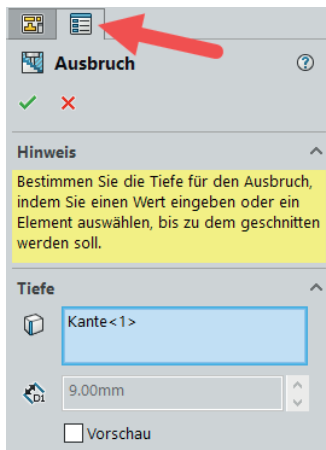 Ausbruch
Hinweis
Bestimmen Sie die Tiefe für den Ausbruch,
indem Sie einen Wert eingeben oder ein
Element auswählen, bis zu dem geschnitten
werden soll.
Tiefe
Kante<1>
D1
9.00mm
Vorschau